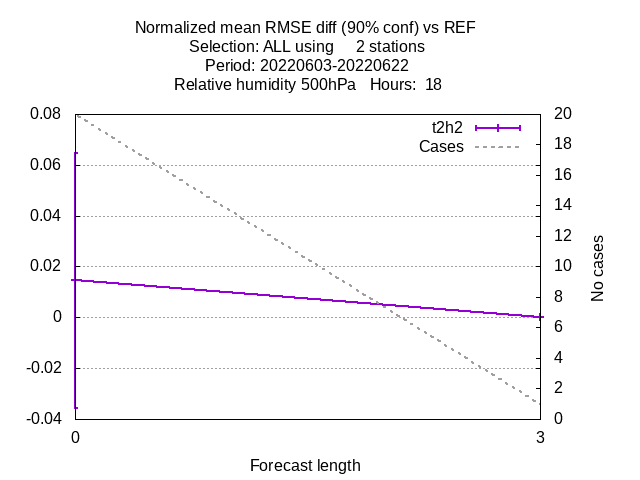 Normalized mean RMSE diff (90% conf) vs REF
Selection: ALL using     2 stations
Period: 20220603-20220622
Relative humidity 500hPa   Hours:  18
t2h2
Cases
0.08
0.06
0.04
0.02
0
-0.02
-0.04
20
18
16
14
12
10
8
6
4
2
0
No cases
0
3
Forecast length